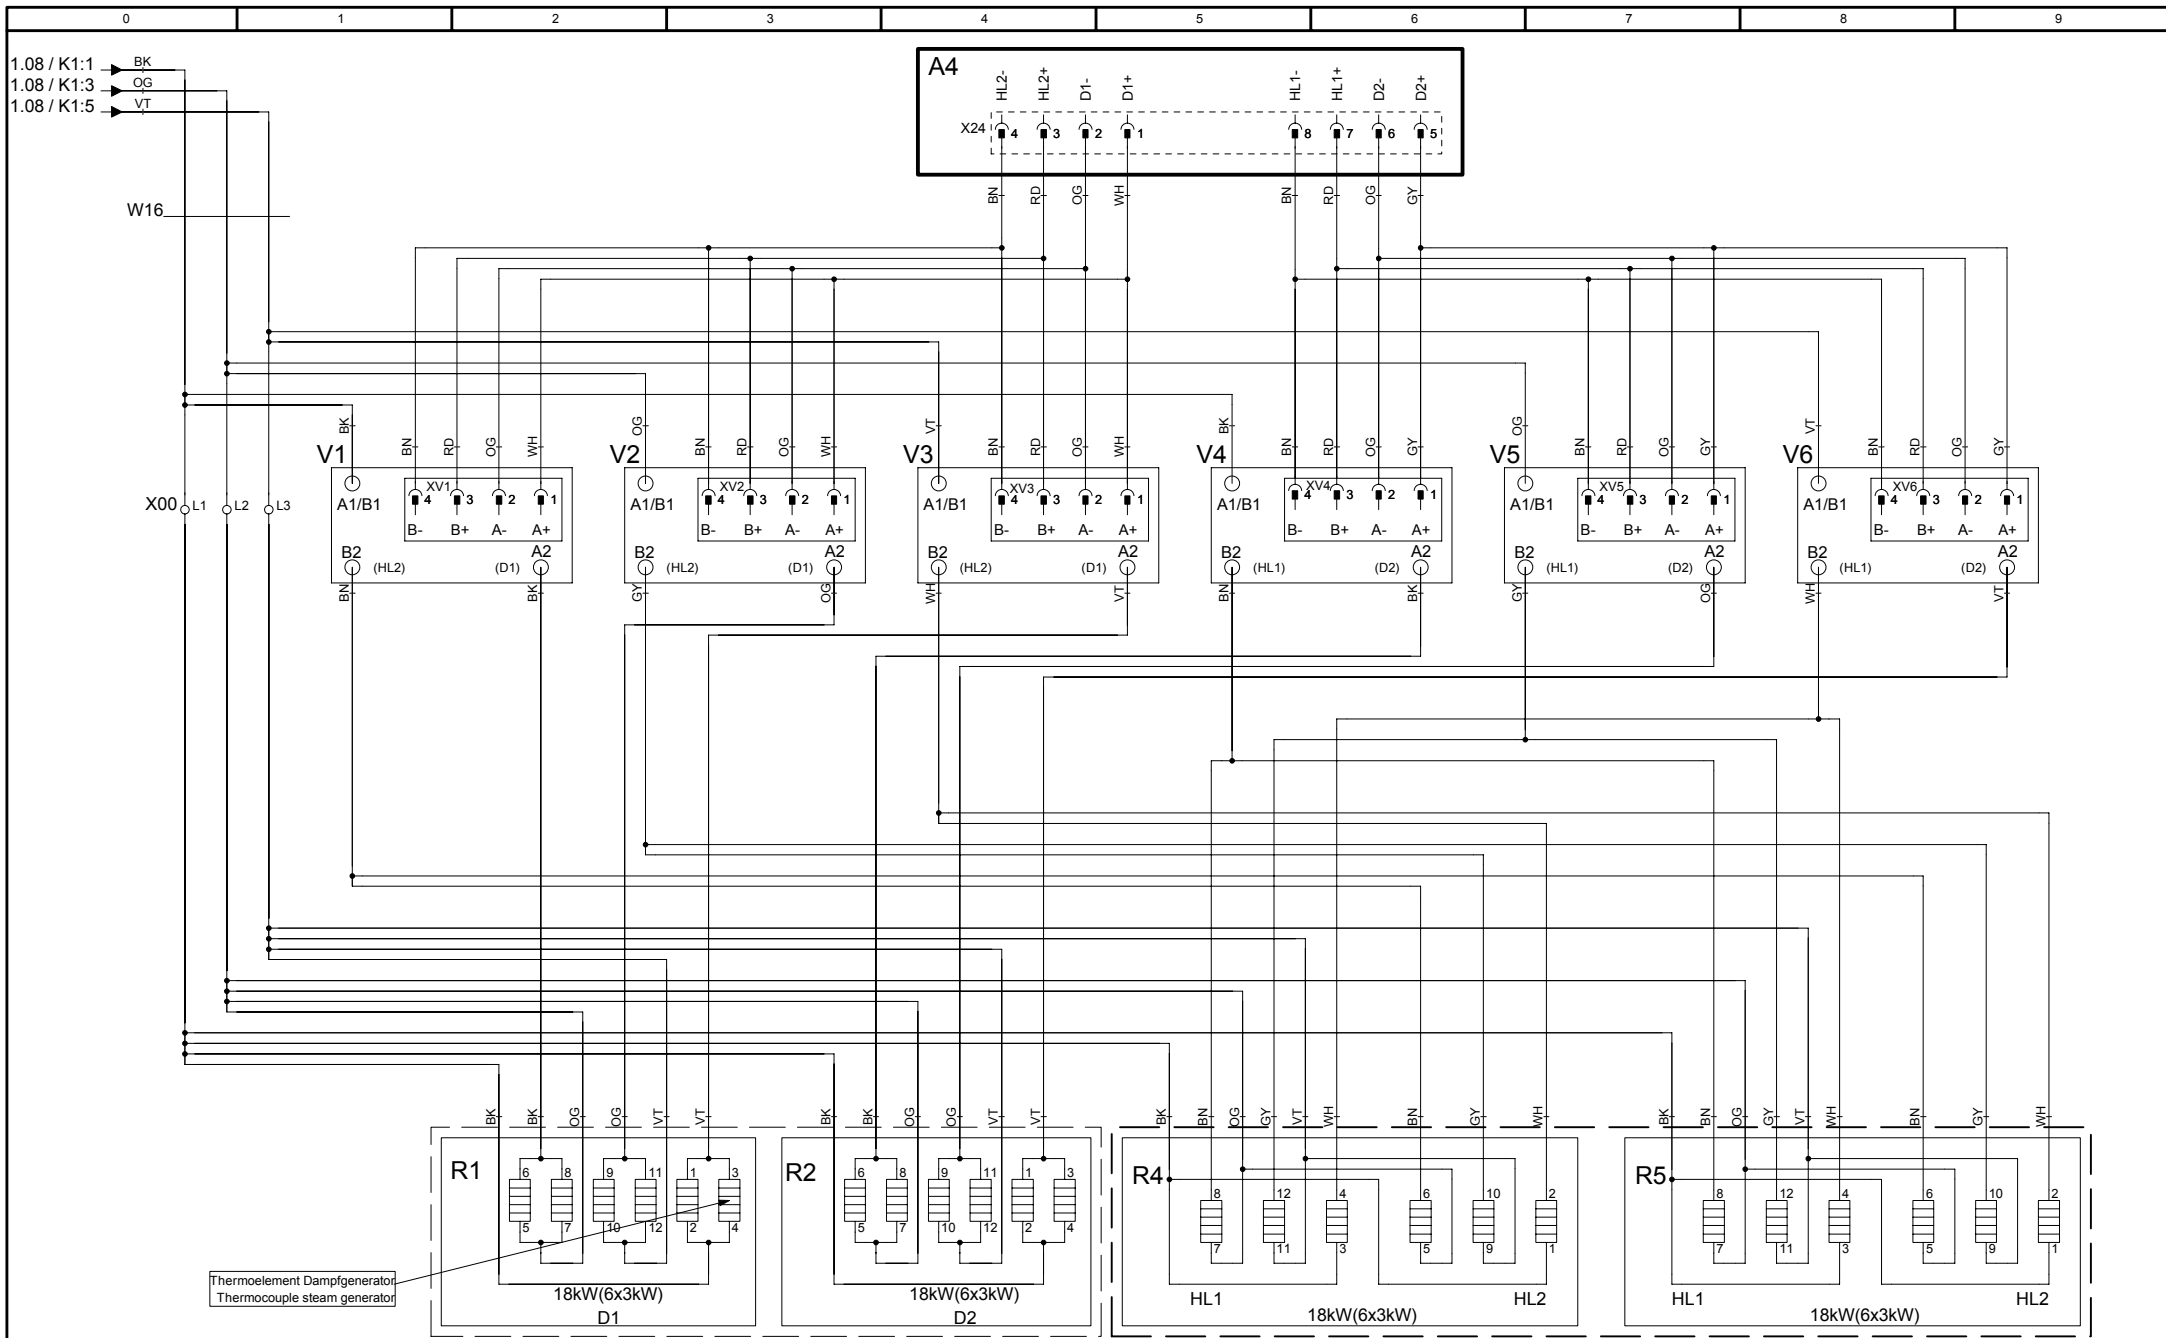 0 1 2 3 4 5 6 7 8 9
1.08 / K1:1 BK
1.08 / K1:3 OG
1.08 / K1:5 VT
A4
HL2- HL2+ D1- D1+ HL1- HL1+ D2- D2+
X24 4 3 2 1 8 7 6 5
BN RD OG WH BN RD OG GY
W16
BK BN RD OG WH OG BN RD OG WH VT BN RD OG WH BK BN RD OG GY OG BN RD OG GY VT BN RD OG GY
V1 V2 V3 V4 V5 V6
XV1 XV2 XV3 XV4 XV5 XV6
4 3 2 1 4 3 2 1 4 3 2 1 4 3 2 1 4 3 2 1 4 3 2 1
X00 L1 L2 L3
A1/B1 A1/B1 A1/B1 A1/B1 A1/B1 A1/B1
B- B+ A- A+ B- B+ A- A+ B- B+ A- A+ B- B+ A- A+ B- B+ A- A+ B- B+ A- A+
B2 A2 B2 A2 B2 A2 B2 A2 B2 A2 B2 A2
(HL2) (D1) (HL2) (D1) (HL2) (D1) (HL1) (D2) (HL1) (D2) (HL1) (D2)
BN BK GY OG WH VT BN BK GY OG WH VT
BK BK OG OG VT VT BK BK OG OG VT VT BK BN OG GY VT WH BN GY WH BK BN OG GY VT WH BN GY WH
R1 R2 R4 R5
6 8 9 11 1 3 6 8 9 11 1 3
8 12 4 6 10 2 8 12 4 6 10 2
5 7 10 12 2 4 5 7 10 12 2 4
7 11 3 5 9 1 7 11 3 5 9 1
Thermoelement Dampfgenerator
Thermocouple steam generator
18kW(6x3kW) 18kW(6x3kW) HL1 HL2 HL1 HL2
D1 D2 18kW(6x3kW) 18kW(6x3kW)